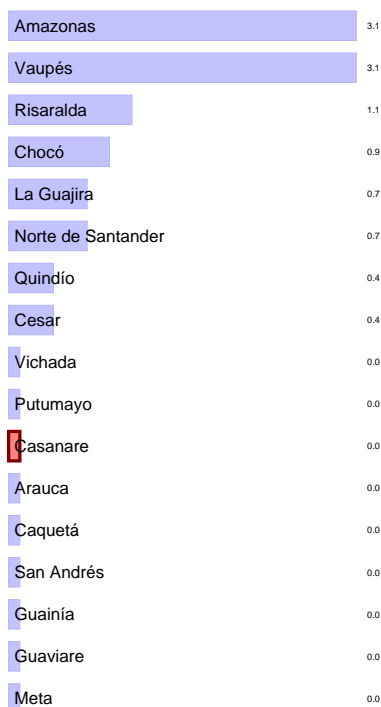 Amazonas 3.1
Vaupés 3.1
Risaralda 1.1
Chocó 0.9
La Guajira 0.7
Norte de Santander 0.7
Quindío 0.4
Cesar 0.4
Vichada 0.0
Putumayo 0.0
Casanare 0.0
Arauca 0.0
Caquetá 0.0
San Andrés 0.0
Guainía 0.0
Guaviare 0.0
Meta 0.0